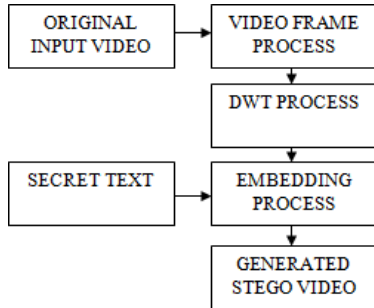 ORIGINAL
INPUT VIDEO
VIDEO FRAME
PROCESS
DWT PROCESS
SECRET TEXT
EMBEDDING
PROCESS
GENERATED
STEGO VIDEO